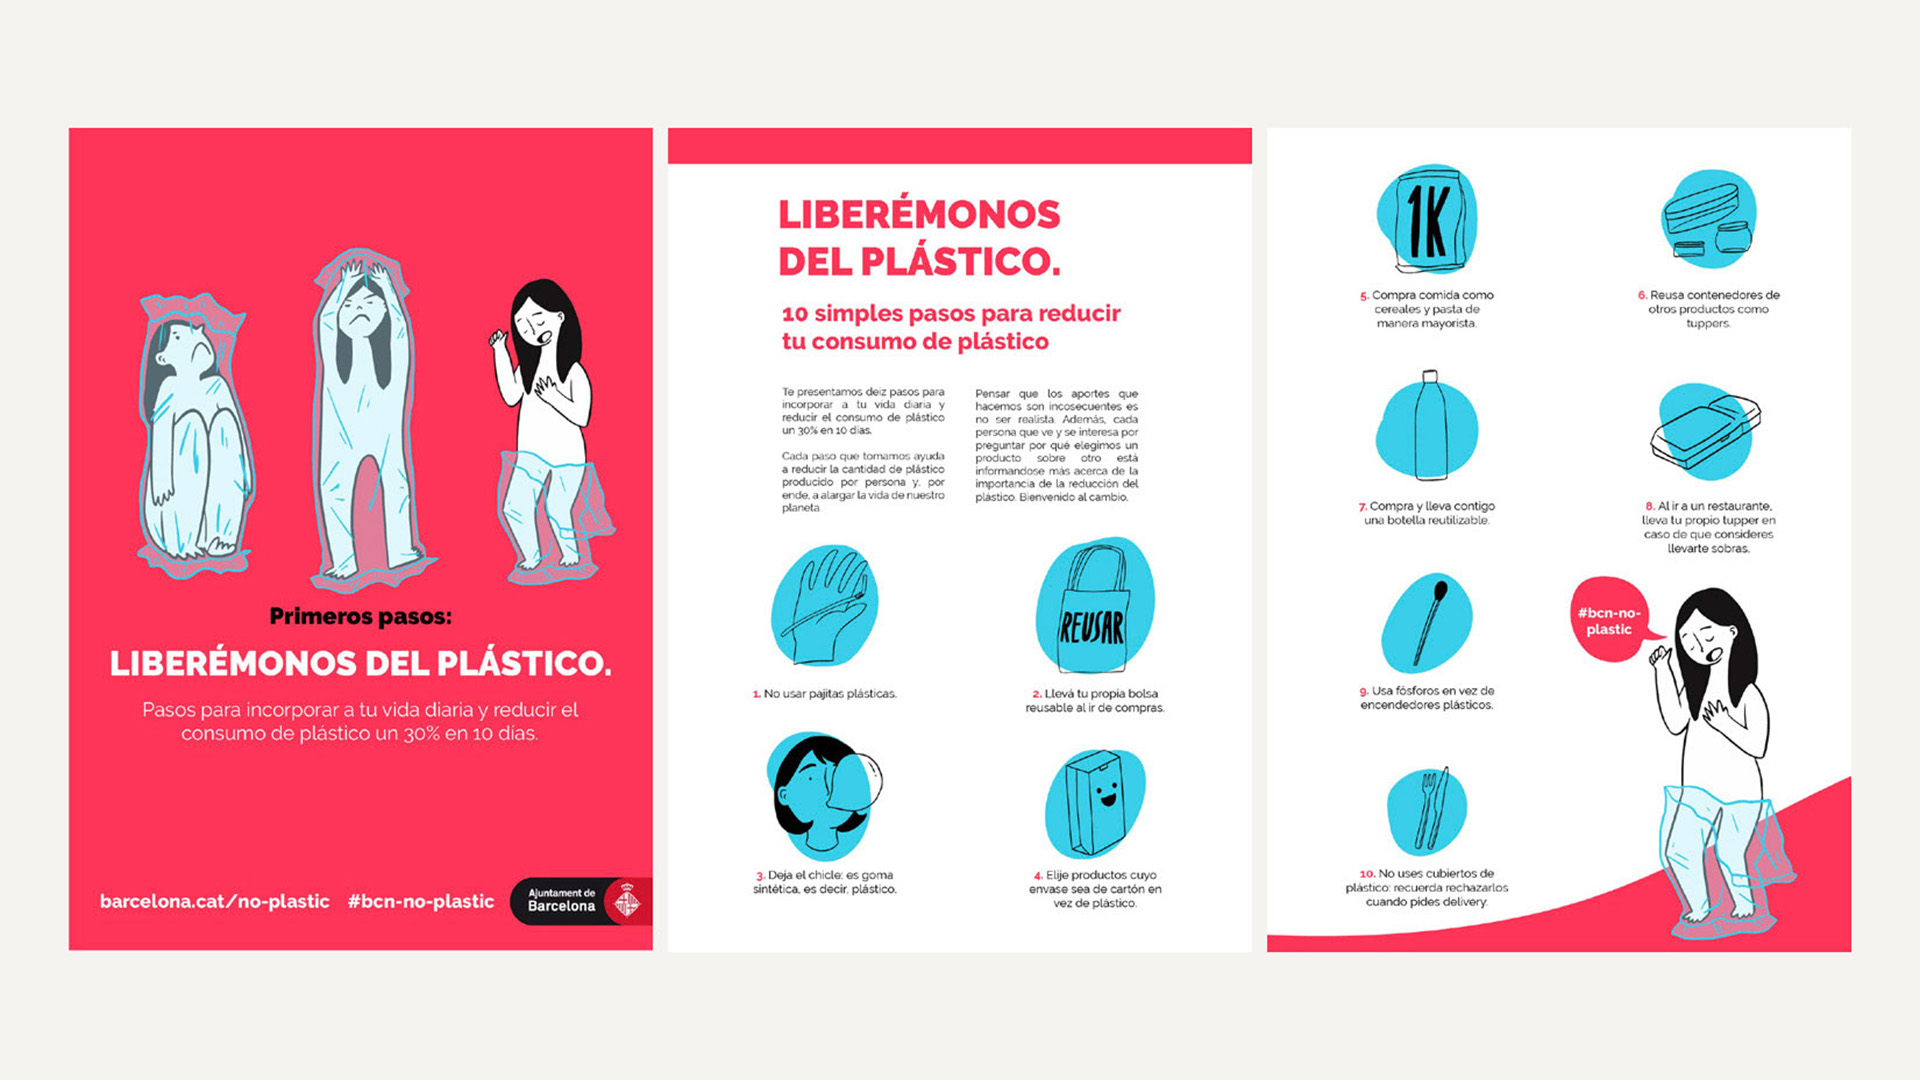 Primeros pasos:
LIBERÉMONOS DEL PLÁSTICO.
Pasos para incorporar a tu vida diaria y reducir el
consumo de plástico un 30% en 10 días.
barcelona.cat/no-plastic #bcn-no-plastic
Ajuntament de
Barcelona
LIBERÉMONOS
DEL PLÁSTICO.
10 simples pasos para reducir
tu consumo de plástico
Te presentamos deiz pasos para
incorporar a tu vida diaria y
reducir el consumo de plástico
un 30% en 10 dias.
Cada paso que tomamos ayuda
a reducir la cantidad de plástico
producido por persona y, por
ende, a alargar la vida de nuestro
planeta.
Pensar que los aportes que
hacemos son incosecuentes es
no ser realista. Además, cada
persona que ve y se interesa por
preguntar por qué elegimos un
producto sobre otro está
informandose más acerca de la
importancia de la reducción del
plástico. Bienvenido al cambio.
REUSAR
1. No usar pajitas plásticas.
2. Llevá tu propia bolsa
reusable al ir de compras.
3. Deja el chicle: es goma
sintética, es decir, plástico.
4. Elije productos cuyo
envase sea de cartón en
vez de plástico.
1K
5. Compra comida como
cereales y pasta de
manera mayorista.
6. Reusa contenedores de
otros productos como
tuppers.
7. Compra y lleva contigo
una botella reutilizable.
8. Al ir a un restaurante,
lleva tu propio tupper en
caso de que consideres
llevarte sobras.
#bcn-no-
plastic
9. Usa fósforos en vez de
encendedores plásticos.
10. No uses cubiertos de
plástico: recuerda rechazarlos
cuando pides delivery.